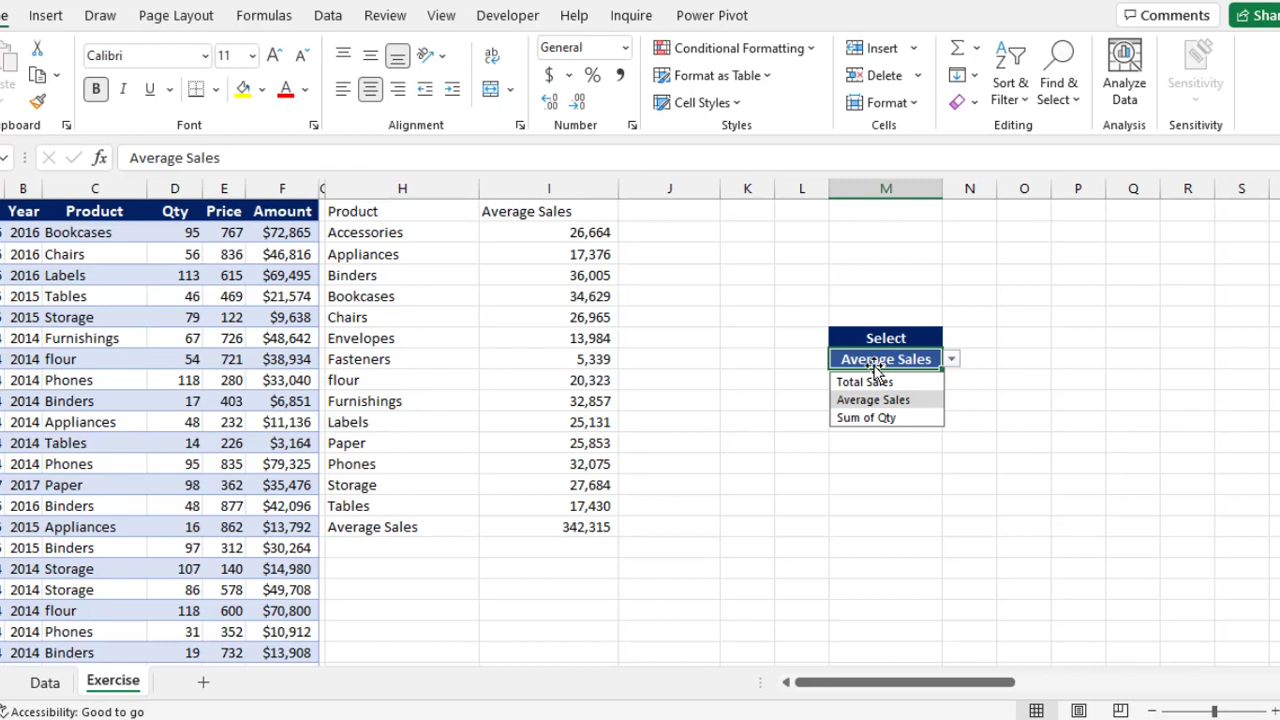 Insert Draw Page Layout Formulas Data Review View Developer Help Inquire Power Pivot Comments
Calibri 11 General Conditional Formatting Insert
Format as Table Delete Sort & Find & Analyze Sensitivity
B I U A $ % Cell Styles Format Filter Select Data
Font Alignment Number Styles Cells Editing Analysis Sensitivity
fx Average Sales
B C D E F H I J K L M N O P Q R S
Year Product Qty Price Amount Product Average Sales
2016 Bookcases 95 767 $72,865 Accessories 26,664
2016 Chairs 56 836 $46,816 Appliances 17,376
2016 Labels 113 615 $69,495 Binders 36,005
2015 Tables 46 469 $21,574 Bookcases 34,629
2015 Storage 79 122 $9,638 Chairs 26,965
2014 Furnishings 67 726 $48,642 Envelopes 13,984 Select
2014 flour 54 721 $38,934 Fasteners 5,339 Average Sales
2014 Phones 118 280 $33,040 flour 20,323 Total Sales
2014 Binders 17 403 $6,851 Furnishings 32,857 Average Sales
2014 Appliances 48 232 $11,136 Labels 25,131 Sum of Qty
2014 Tables 14 226 $3,164 Paper 25,853
2014 Phones 95 835 $79,325 Phones 32,075
2017 Paper 98 362 $35,476 Storage 27,684
2016 Binders 48 877 $42,096 Tables 17,430
2015 Appliances 16 862 $13,792 Average Sales 342,315
2015 Binders 97 312 $30,264
2014 Storage 107 140 $14,980
2014 Storage 86 578 $49,708
2014 flour 118 600 $70,800
2014 Phones 31 352 $10,912
2014 Binders 19 732 $13,908
Data Exercise
Accessibility: Good to go